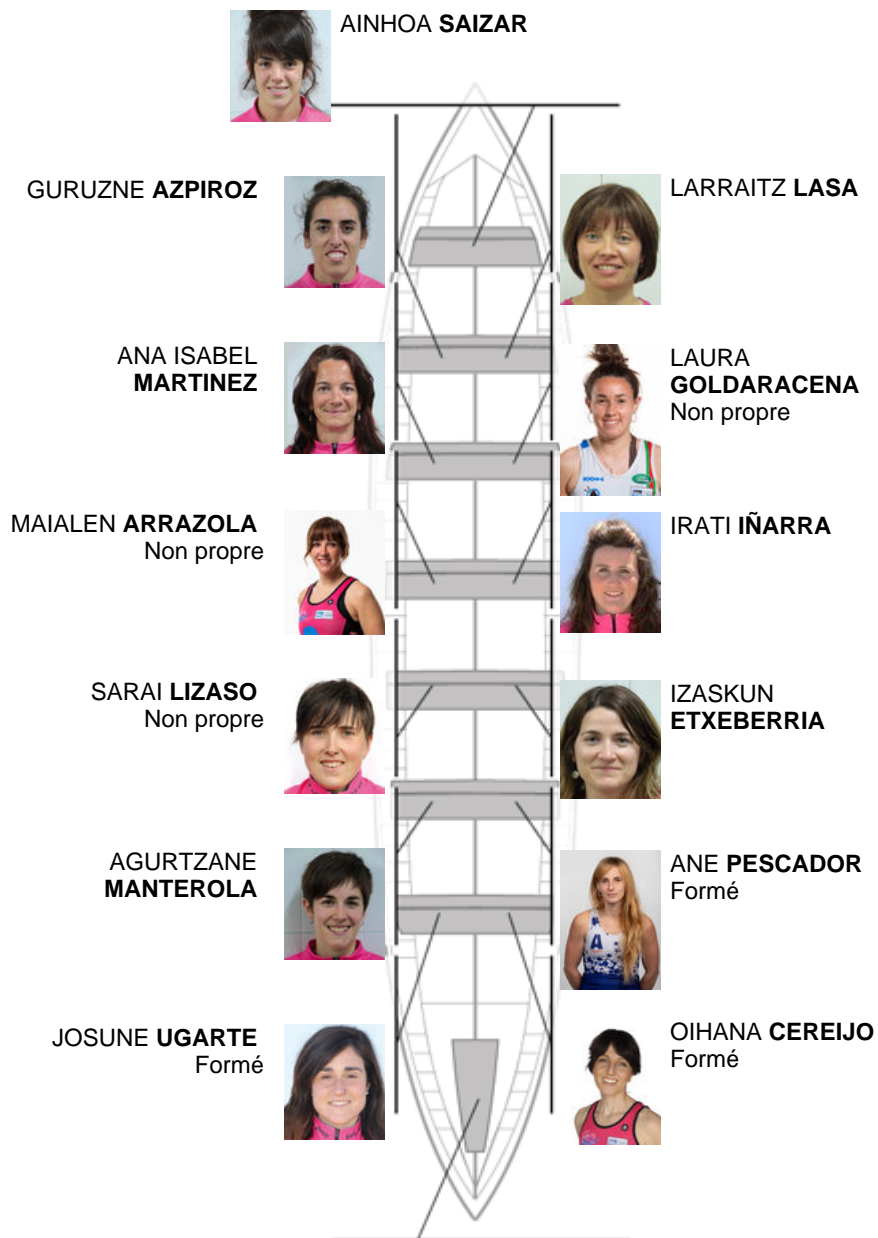 AINHOA SAIZAR
GURUZNE AZPIROZ
LARRAITZ LASA
ANA ISABEL
MARTINEZ
LAURA
GOLDARACENA
Non propre
MAIALEN ARRAZOLA
Non propre
IRATI IÑARRA
SARAI LIZASO
Non propre
IZASKUN
ETXEBERRIA
AGURTZANE
MANTEROLA
ANE PESCADOR
Formé
JOSUNE UGARTE
Formé
OIHANA CEREIJO
Formé